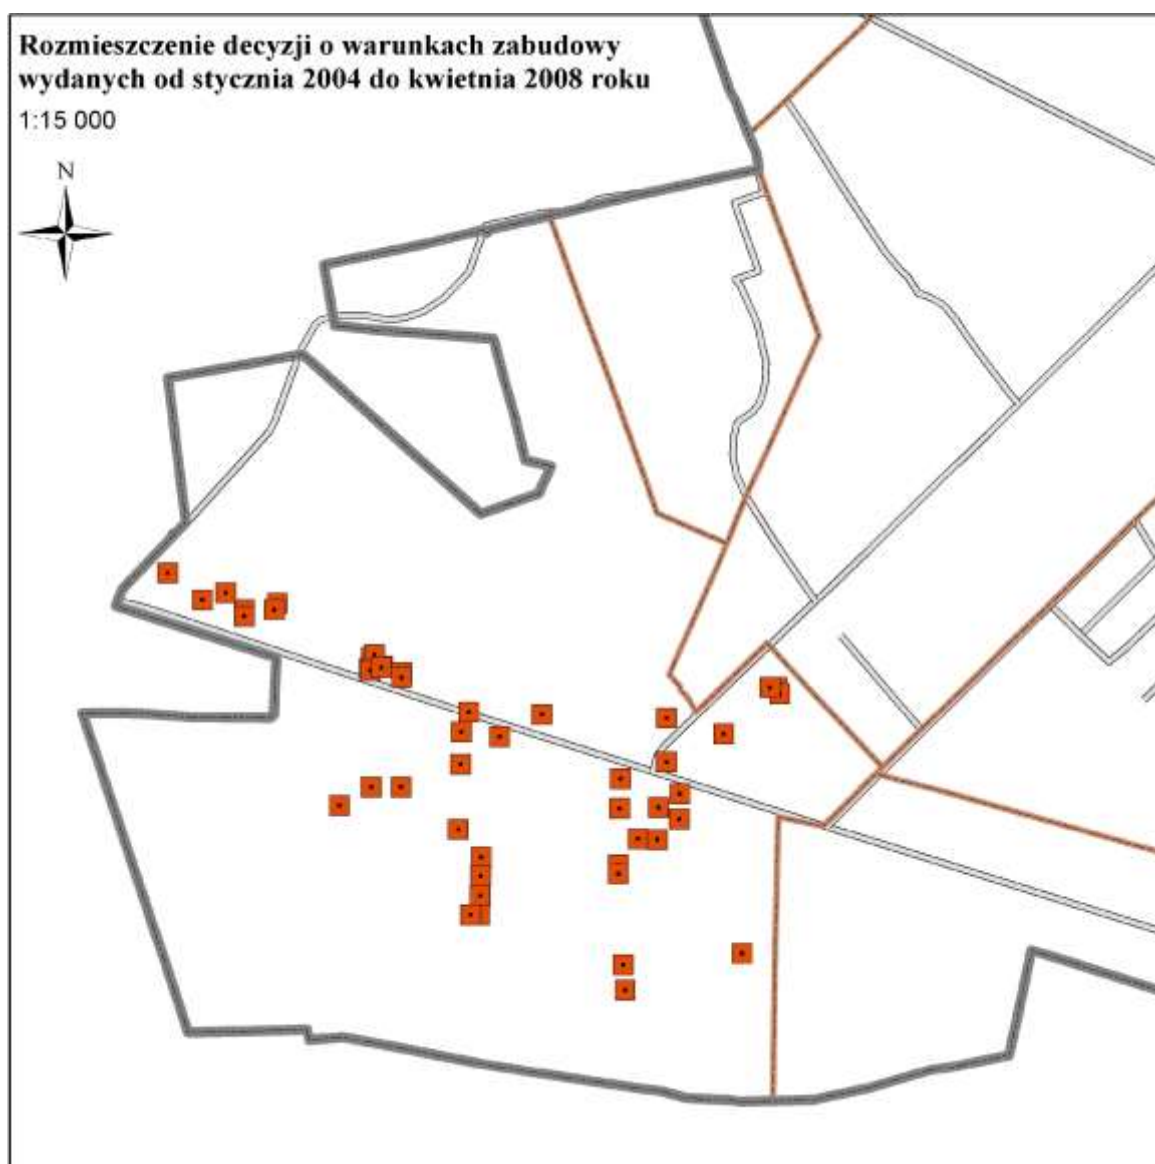 Rozmieszczenie decyzji o warunkach zabudowy
wydanych od stycznia 2004 do kwietnia 2008 roku
1:15 000
N